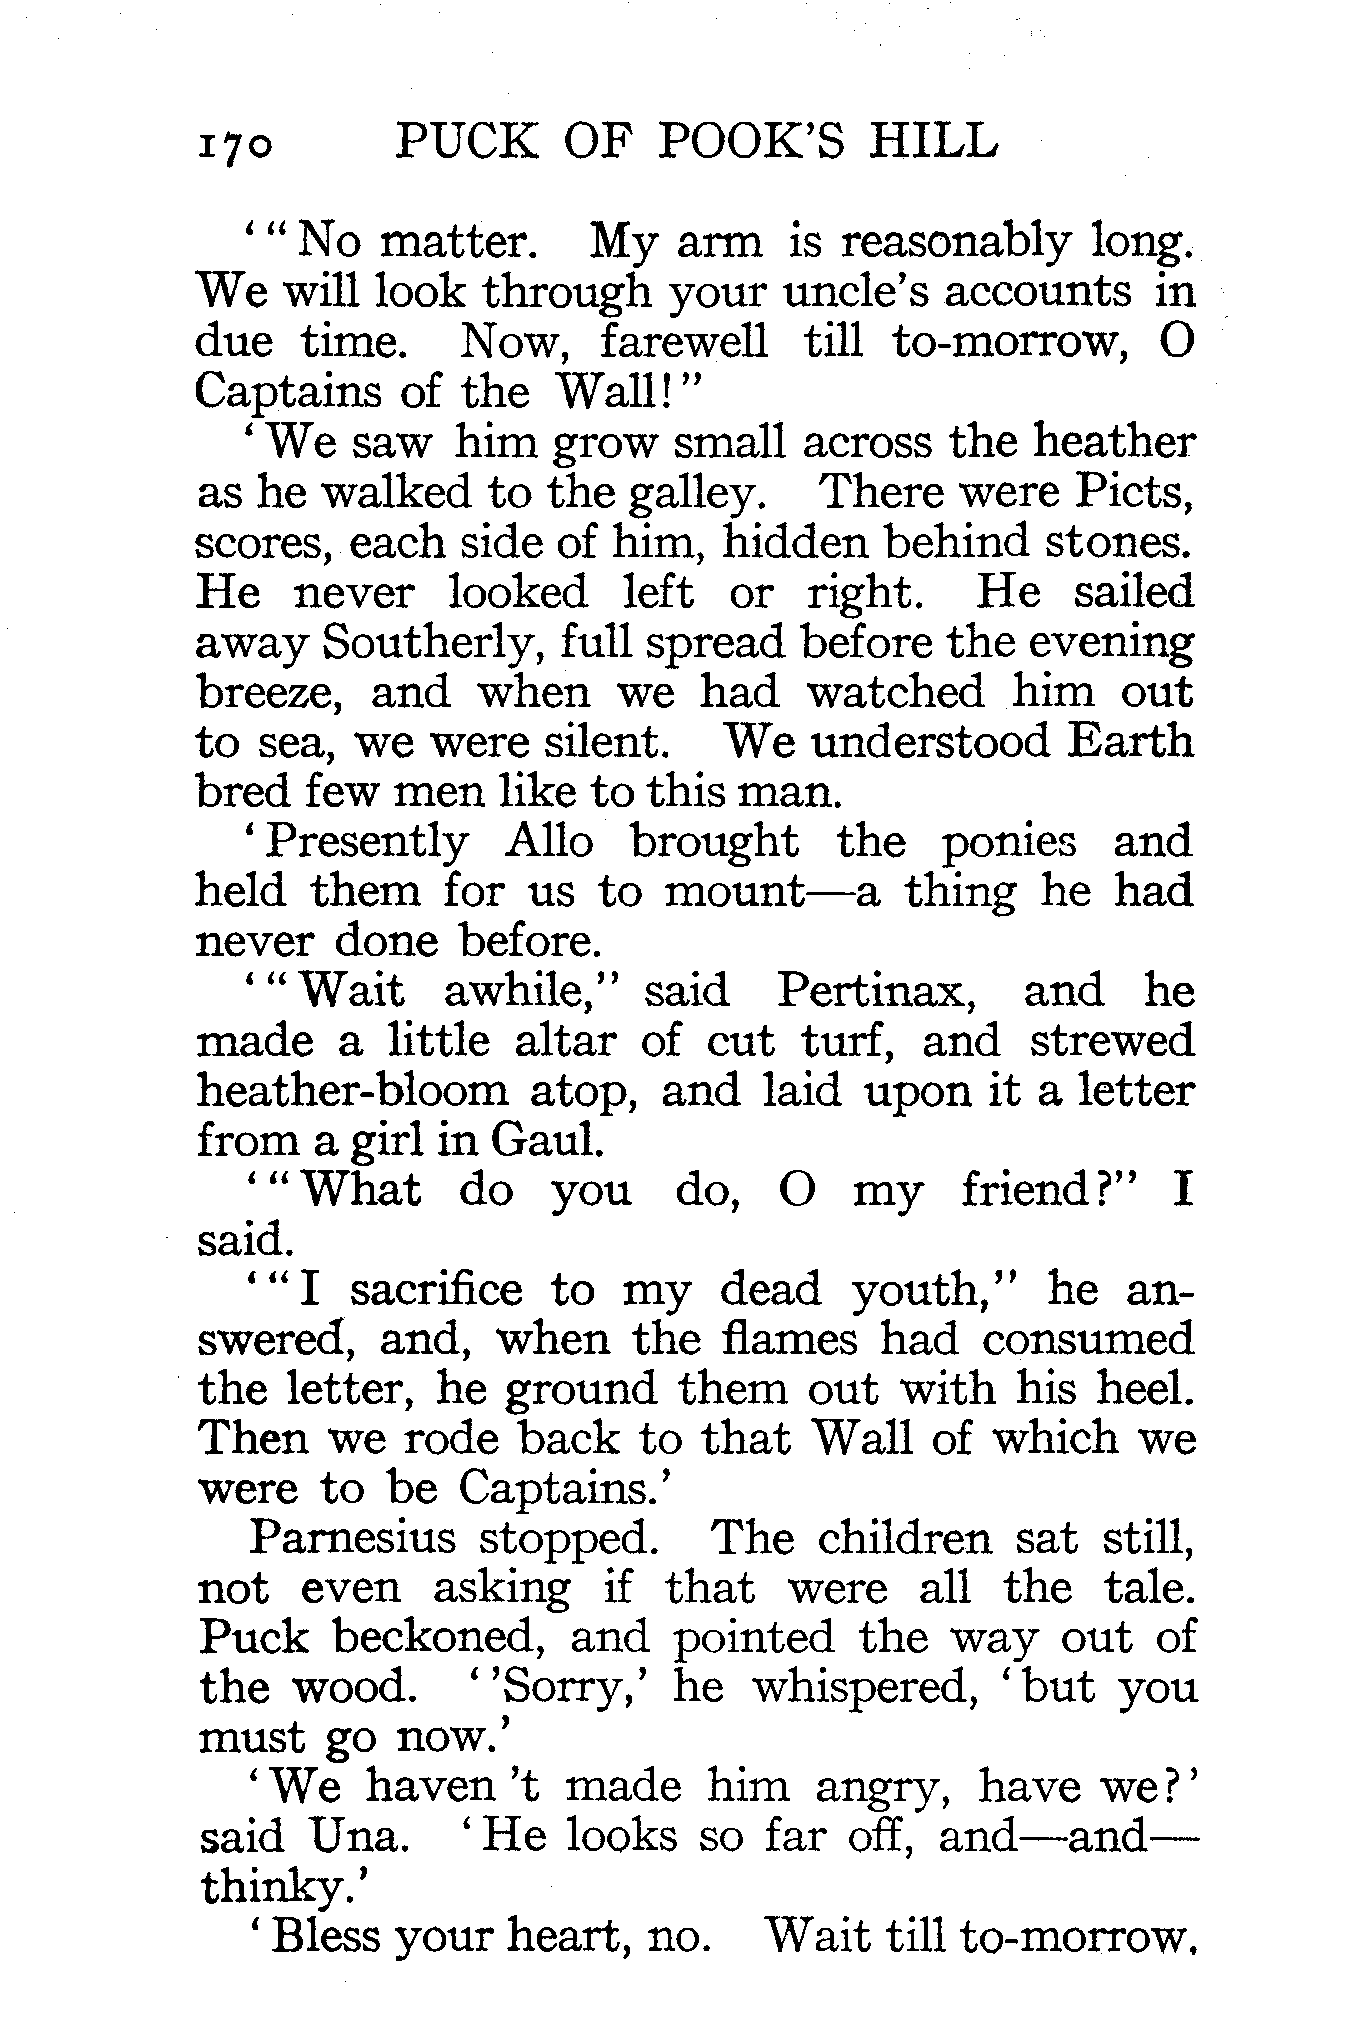 170 PUCK OF POOK'S HILL
‘ “ No matter. My arm is reasonably long.
We will look through your uncle's accounts in
due time. Now, farewell till to-morrow, O
Captains of the Wall! ”
‘ We saw him grow small across the heather
as he walked to the galley. There were Picts,
scores, each side of him, hidden behind stones.
He never looked left or right. He sailed
away Southerly, full spread before the evening
breeze, and when we had watched him out
to sea, we were silent. We understood Earth
bred few men like to this man.
‘ Presently Allo brought the ponies and
held them for us to mount—a thing he had
never done before.
‘ “ Wait awhile,” said Pertinax, and he
made a little altar of cut turf, and strewed
heather-bloom atop, and laid upon it a letter
from a girl in Gaul.
‘ “ What do you do, O my friend?” I
said.
‘ “ I sacrifice to my dead youth,” he an-
swered, and, when the flames had consumed
the letter, he ground them out with his heel.
Then we rode back to that Wall of which we
were to be Captains.’
Parnesius stopped. The children sat still,
not even asking if that were all the tale.
Puck beckoned, and pointed the way out of
the wood. ‘ ’Sorry,’ he whispered, ‘ but you
must go now.’
‘ We haven 't made him angry, have we? ’
said Una. ‘ He looks so far off, and—and—
thinky.’
‘ Bless your heart, no. Wait till to-morrow.